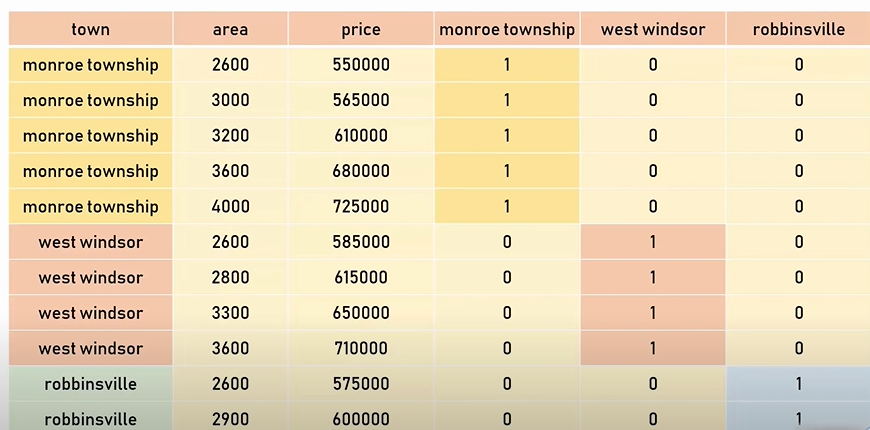 town area price monroe township west windsor robbinsville
monroe township 2600 550000 1 0 0
monroe township 3000 565000 1 0 0
monroe township 3200 610000 1 0 0
monroe township 3600 680000 1 0 0
monroe township 4000 725000 1 0 0
west windsor 2600 585000 0 1 0
west windsor 2800 615000 0 1 0
west windsor 3300 650000 0 1 0
west windsor 3600 710000 0 1 0
robbinsville 2600 575000 0 0 1
robbinsville 2900 600000 0 0 1